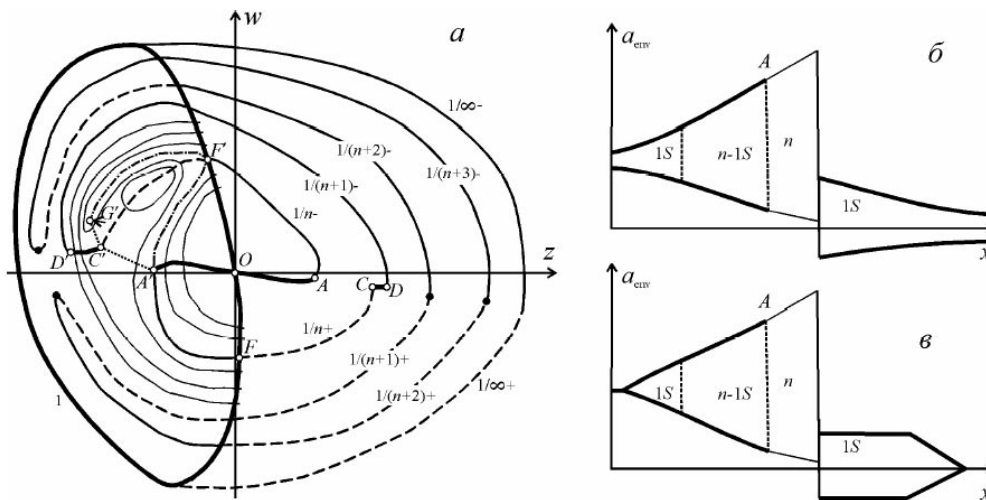 w
a
z
1/∞-
1/(n+2)-
1/(n+3)-
1/(n+1)-
1/n-
F'
G'
D'
C'
A'
O
A
C
D
F
1/n+
1/(n+1)+
1/(n+2)+
1/∞+
1
a_env
б
A
1S
n-1S
n
1S
x
a_env
в
A
1S
n-1S
n
1S
x